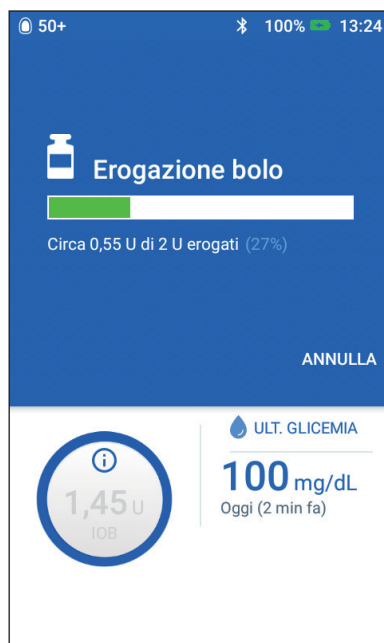 50+ 100% 13:24
Erogazione bolo
Circa 0,55 U di 2 U erogati (27%)
ANNULLA
1,45 U
IOB
ULT. GLICEMIA
100 mg/dL
Oggi (2 min fa)